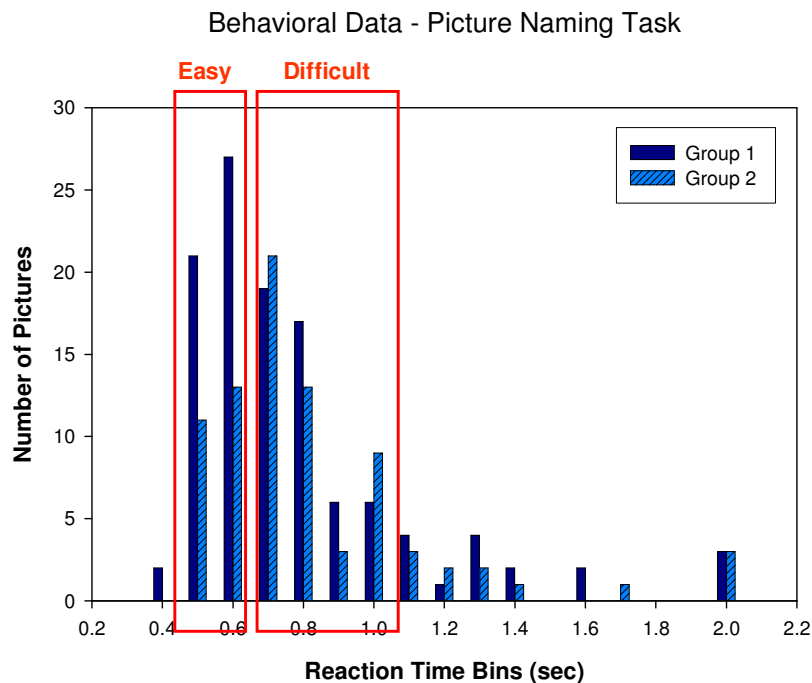 Behavioral Data - Picture Naming Task
Easy Difficult
30
25
20
15
10
5
0
Number of Pictures
Group 1
Group 2
0.2 0.4 0.6 0.8 1.0 1.2 1.4 1.6 1.8 2.0 2.2
Reaction Time Bins (sec)